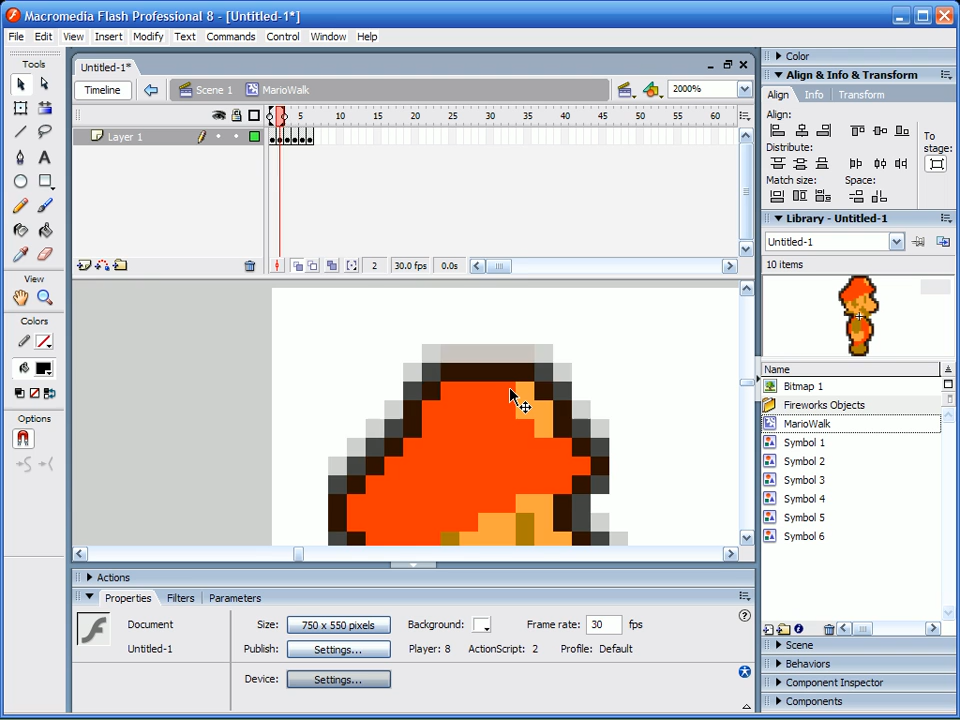 Macromedia Flash Professional 8 - [Untitled-1*]
File Edit View Insert Modify Text Commands Control Window Help
Tools
View
Colors
Options
Untitled-1*
Timeline Scene 1 MarioWalk 2000%
5 10 15 20 25 30 35 40 45 50 55 60
Layer 1
2 30.0 fps 0.0s
Actions
Properties Filters Parameters
Document Size: 750 x 550 pixels Background: Frame rate: 30 fps
Untitled-1 Publish: Settings... Player: 8 ActionScript: 2 Profile: Default
Device: Settings...
Color
Align & Info & Transform
Align Info Transform
Align:
To stage:
Distribute:
Match size: Space:
Library - Untitled-1
Untitled-1
10 items
Name
Bitmap 1
Fireworks Objects
MarioWalk
Symbol 1
Symbol 2
Symbol 3
Symbol 4
Symbol 5
Symbol 6
Scene
Behaviors
Component Inspector
Components